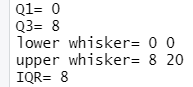 Q1= 0
Q3= 8
lower whisker= 0 0
upper whisker= 8 20
IQR= 8